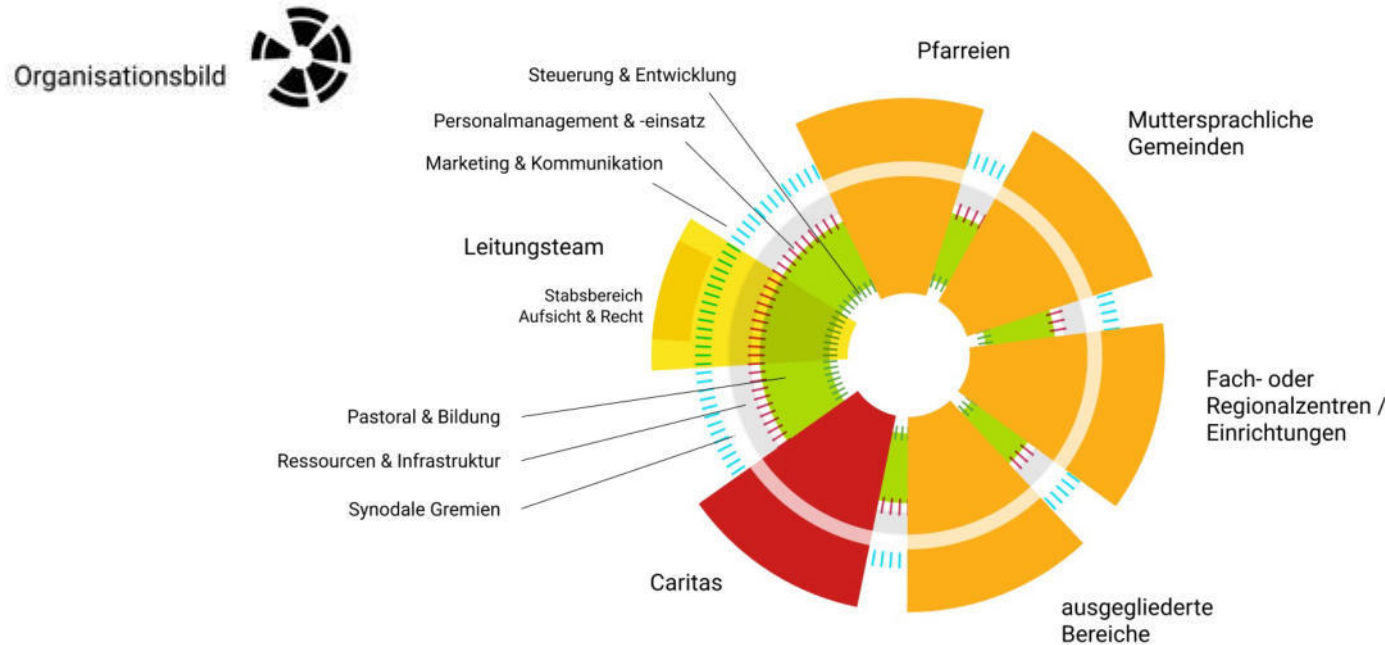 Organisationsbild
Pfarreien
Steuerung & Entwicklung
Personalmanagement & -einsatz
Marketing & Kommunikation
Muttersprachliche
Gemeinden
Leitungsteam
Stabsbereich
Aufsicht & Recht
Fach- oder
Regionalzentren /
Einrichtungen
Pastoral & Bildung
Ressourcen & Infrastruktur
Synodale Gremien
Caritas
ausgegliederte
Bereiche